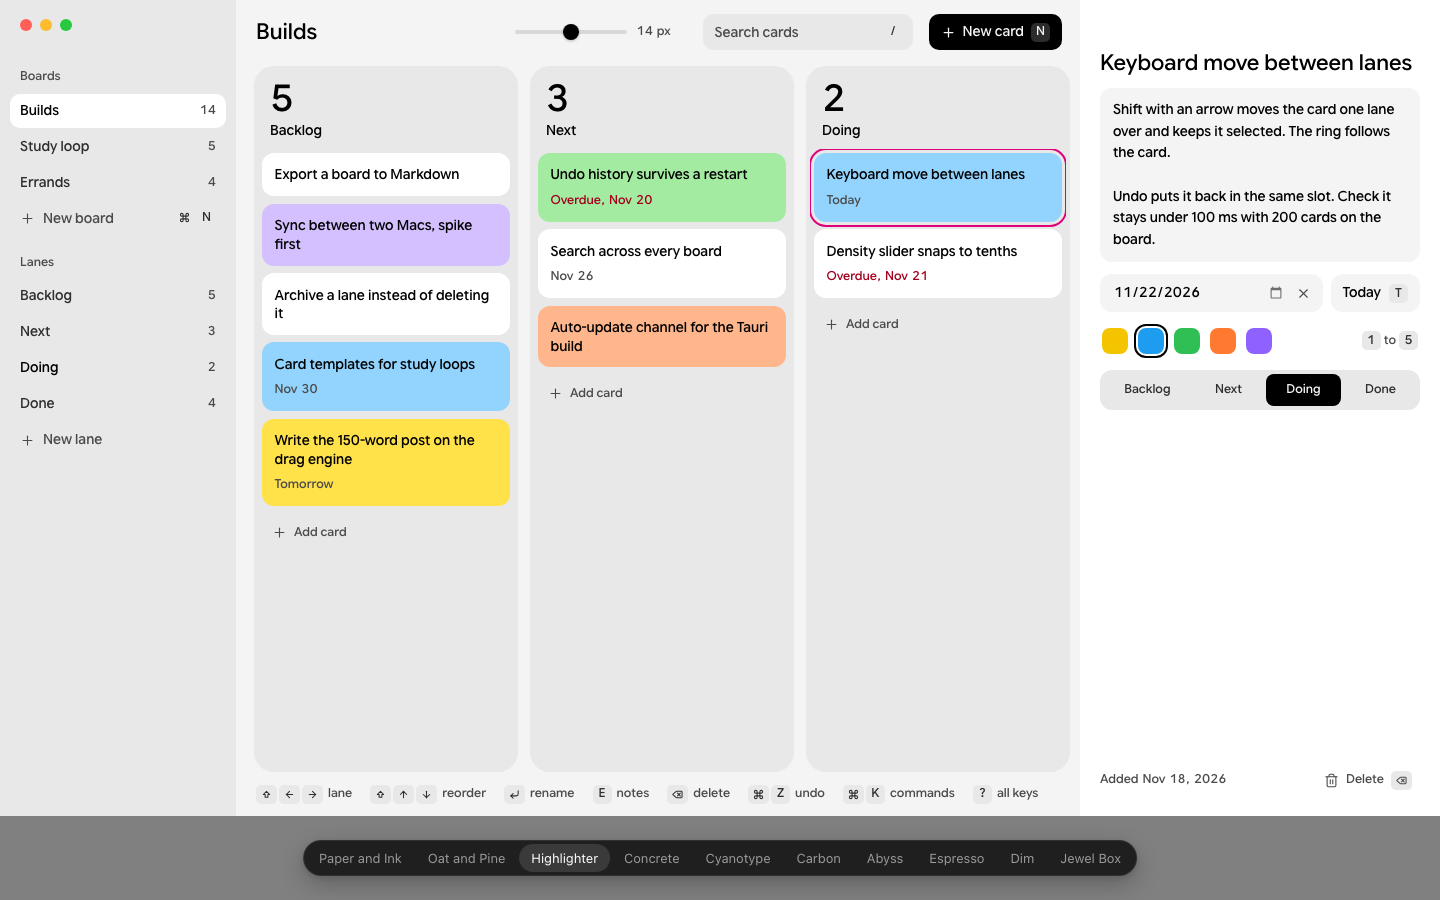 Boards
Builds 14
Study loop 5
Errands 4
+ New board ⌘ N
Lanes
Backlog 5
Next 3
Doing 2
Done 4
+ New lane
Builds
14 px
Search cards /
+ New card N
5
Backlog
Export a board to Markdown
Sync between two Macs, spike
first
Archive a lane instead of deleting
it
Card templates for study loops
Nov 30
Write the 150-word post on the
drag engine
Tomorrow
+ Add card
3
Next
Undo history survives a restart
Overdue, Nov 20
Search across every board
Nov 26
Auto-update channel for the Tauri
build
+ Add card
2
Doing
Keyboard move between lanes
Today
Density slider snaps to tenths
Overdue, Nov 21
+ Add card
⇧ ← → lane ⇧ ↑ ↓ reorder ↵ rename E notes ⌫ delete ⌘ Z undo ⌘ K commands ? all keys
Keyboard move between lanes
Shift with an arrow moves the card one lane
over and keeps it selected. The ring follows
the card.
Undo puts it back in the same slot. Check it
stays under 100 ms with 200 cards on the
board.
11/22/2026
Today T
1 to 5
Backlog Next Doing Done
Added Nov 18, 2026
Delete ⌫
Paper and Ink Oat and Pine Highlighter Concrete Cyanotype Carbon Abyss Espresso Dim Jewel Box